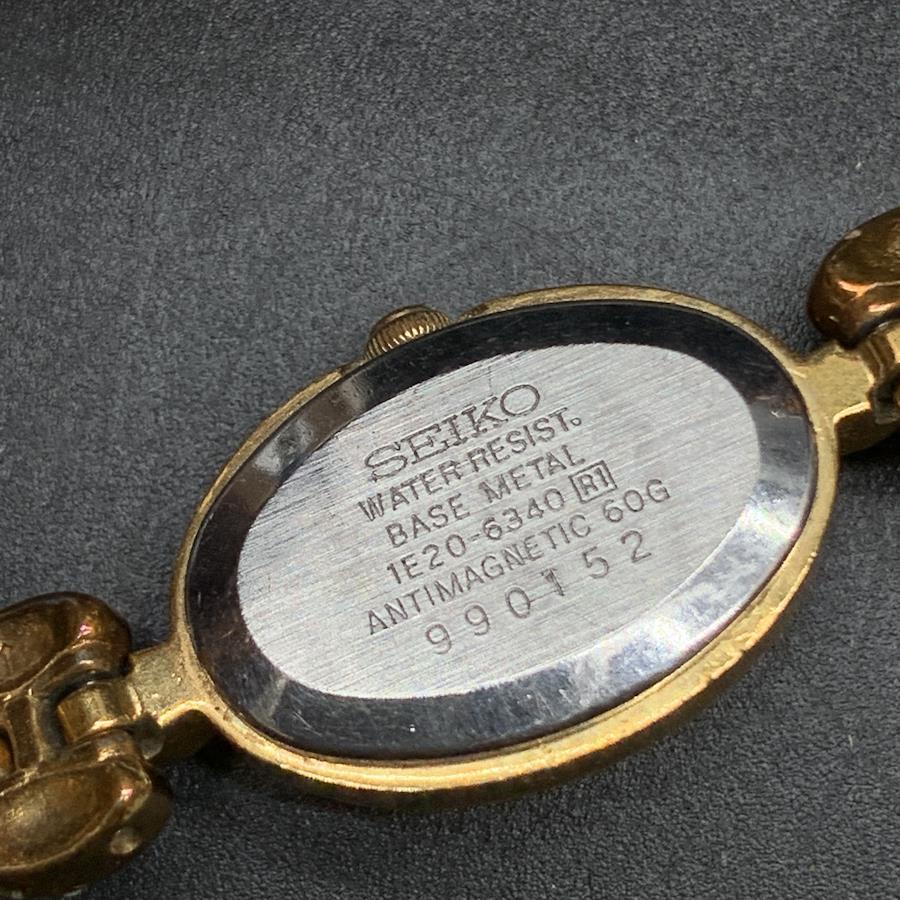 SEIKO
WATER RESIST.
BASE METAL
1E20-6340 R1
ANTIMAGNETIC 60G
990152